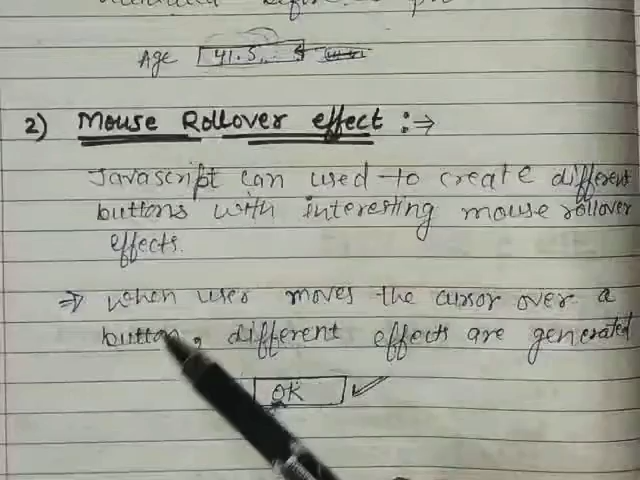 Age 41.5
2) Mouse Rollover effect :⇒
Javascript can used to create different
buttons with interesting mouse rollover
effects.
⇒ When user moves the cursor over a
button, different effects are generated
OK